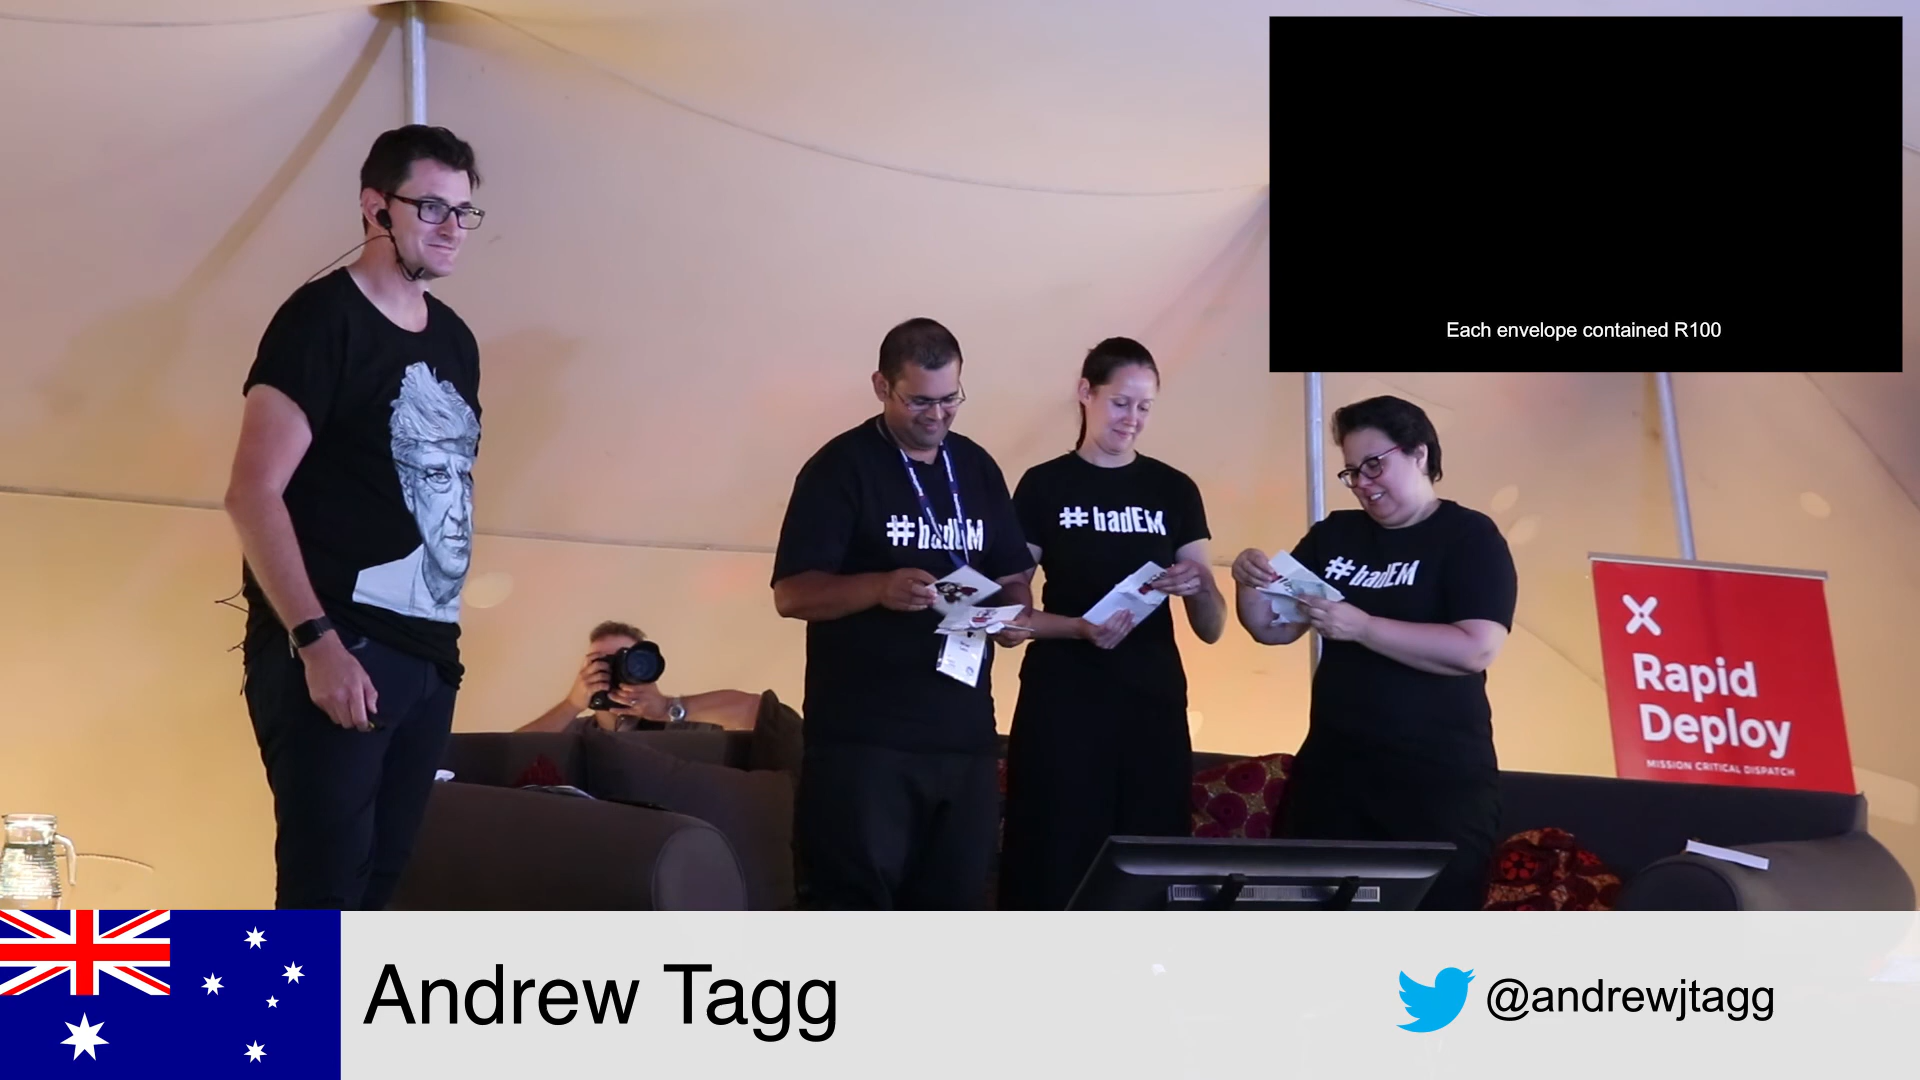 Each envelope contained R100
#badEM
#badEM
#badEM
Rapid
Deploy
MISSION CRITICAL DISPATCH
Andrew Tagg
@andrewjtagg